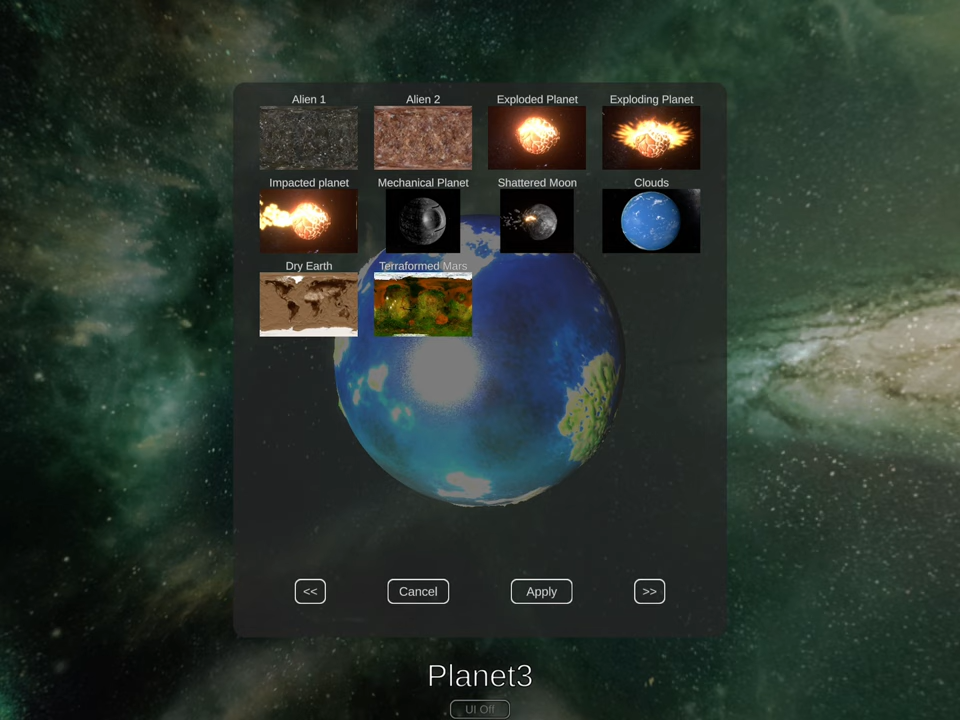 Alien 1
Alien 2
Exploded Planet
Exploding Planet
Impacted planet
Mechanical Planet
Shattered Moon
Clouds
Dry Earth
Terraformed Mars
<<
Cancel
Apply
>>
Planet3
UI Off